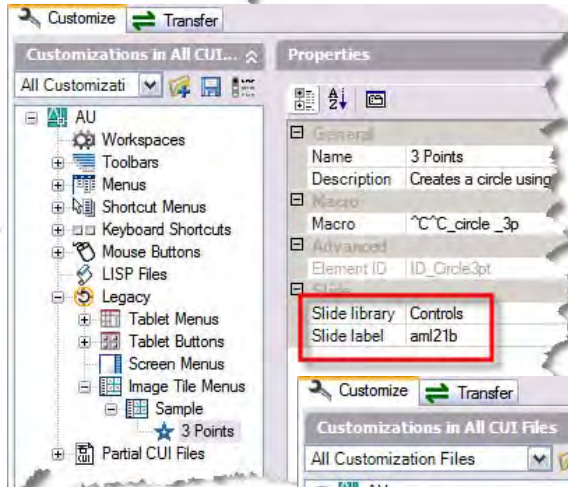 Customize Transfer
Customizations in All CUI...
All Customizati
AU
Workspaces
Toolbars
Menus
Shortcut Menus
Keyboard Shortcuts
Mouse Buttons
LISP Files
Legacy
Tablet Menus
Tablet Buttons
Screen Menus
Image Tile Menus
Sample
3 Points
Partial CUI Files
Properties
General
Name 3 Points
Description Creates a circle using
Macro
Macro ^C^C_circle _3p
Advanced
Element ID ID_Circle3pt
Slide
Slide library Controls
Slide label aml21b
Customize Transfer
Customizations in All CUI Files
All Customization Files